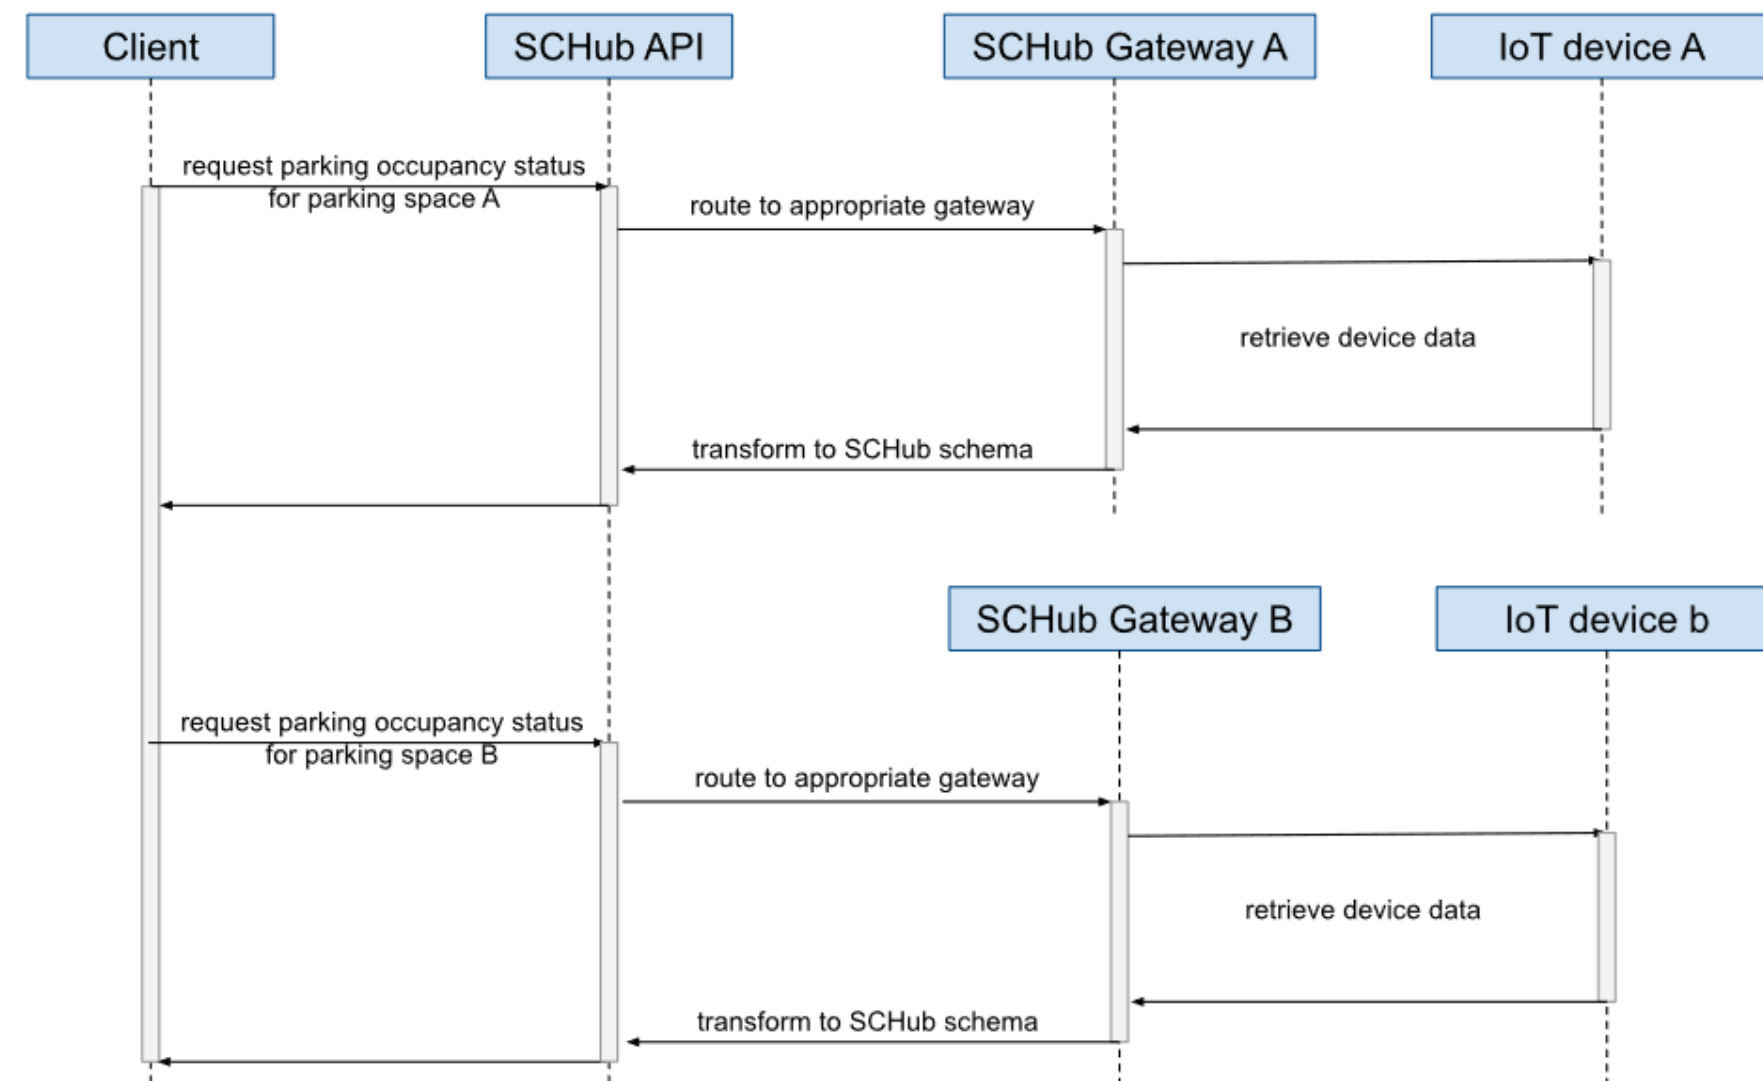 Client
SCHub API
SCHub Gateway A
IoT device A
request parking occupancy status
for parking space A
route to appropriate gateway
retrieve device data
transform to SCHub schema
SCHub Gateway B
IoT device b
request parking occupancy status
for parking space B
route to appropriate gateway
retrieve device data
transform to SCHub schema